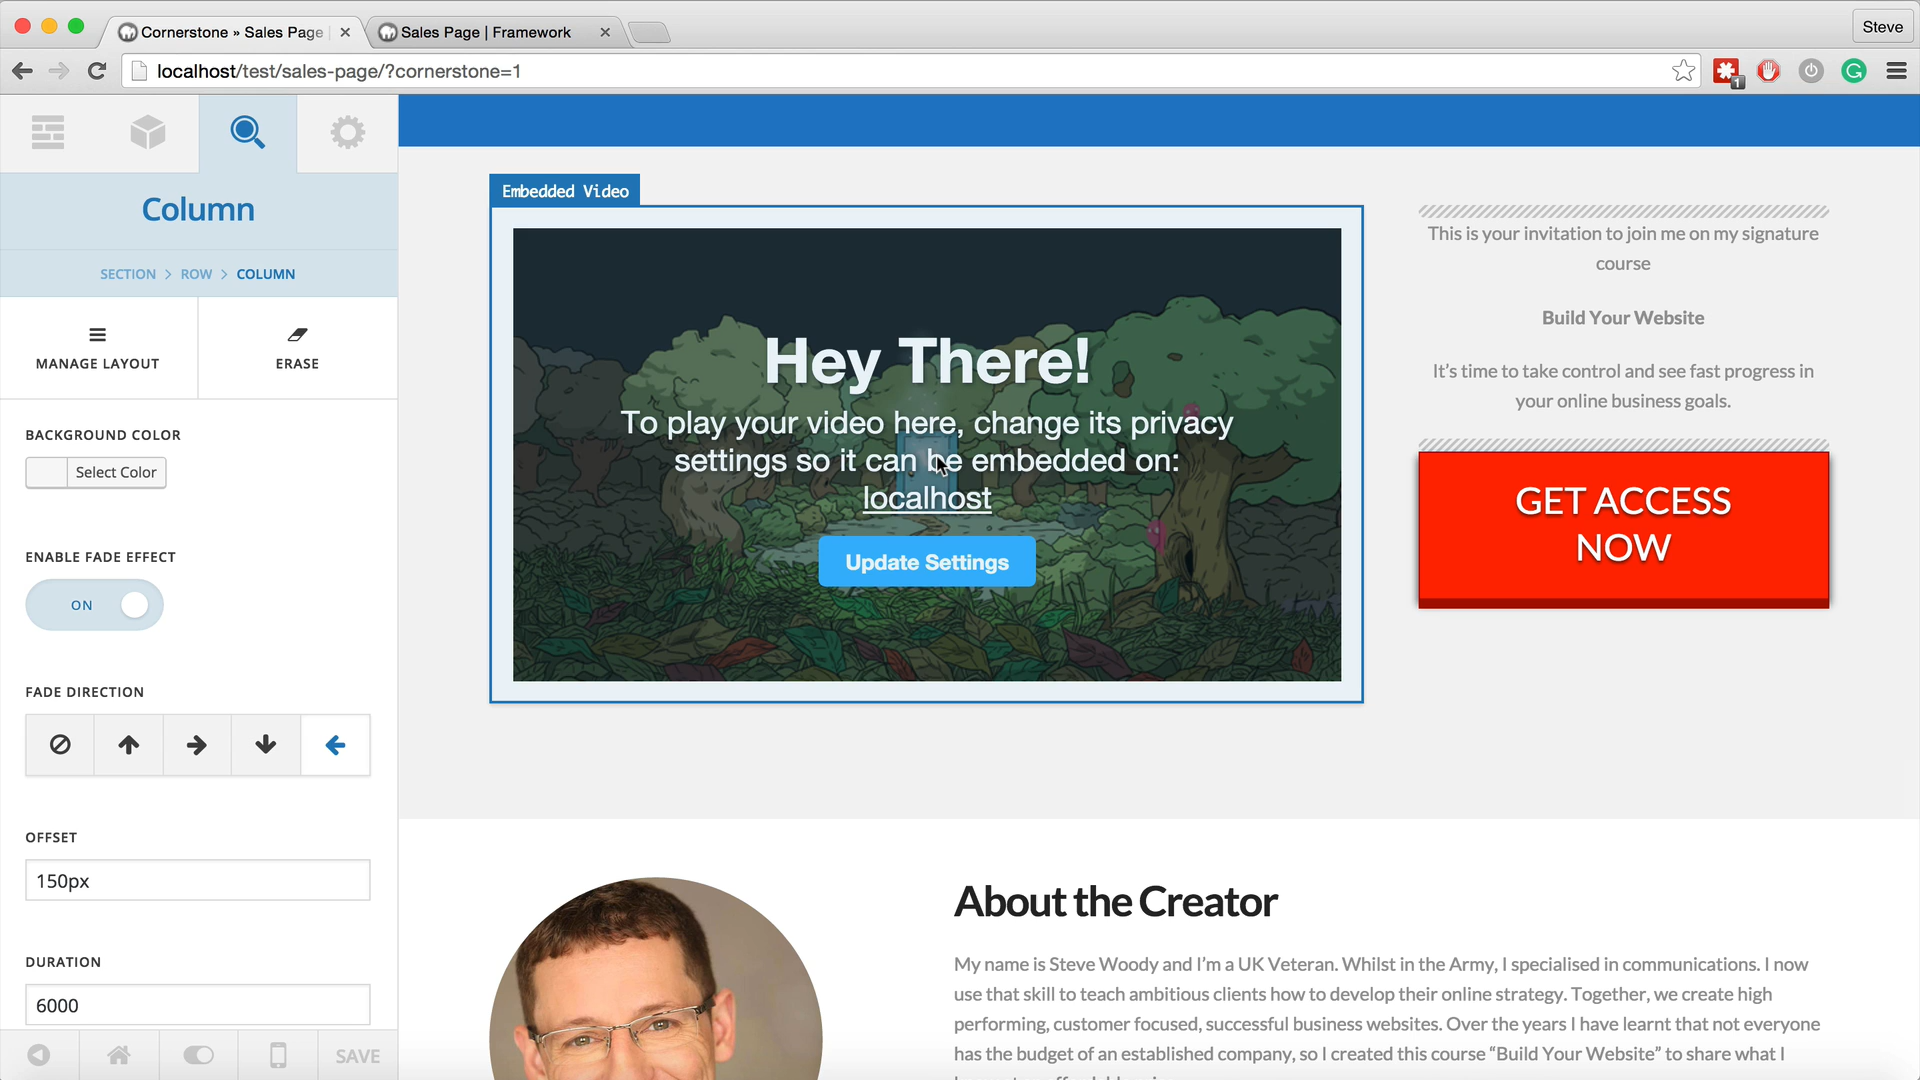 Cornerstone » Sales Page
Sales Page | Framework
Steve
localhost/test/sales-page/?cornerstone=1
1
Column
SECTION > ROW > COLUMN
MANAGE LAYOUT
ERASE
BACKGROUND COLOR
Select Color
ENABLE FADE EFFECT
ON
FADE DIRECTION
OFFSET
150px
DURATION
6000
SAVE
Embedded Video
Hey There!
To play your video here, change its privacy
settings so it can be embedded on:
localhost
Update Settings
This is your invitation to join me on my signature
course
Build Your Website
It's time to take control and see fast progress in
your online business goals.
GET ACCESS
NOW
About the Creator
My name is Steve Woody and I'm a UK Veteran. Whilst in the Army, I specialised in communications. I now
use that skill to teach ambitious clients how to develop their online strategy. Together, we create high
performing, customer focused, successful business websites. Over the years I have learnt that not everyone
has the budget of an established company, so I created this course “Build Your Website” to share what I